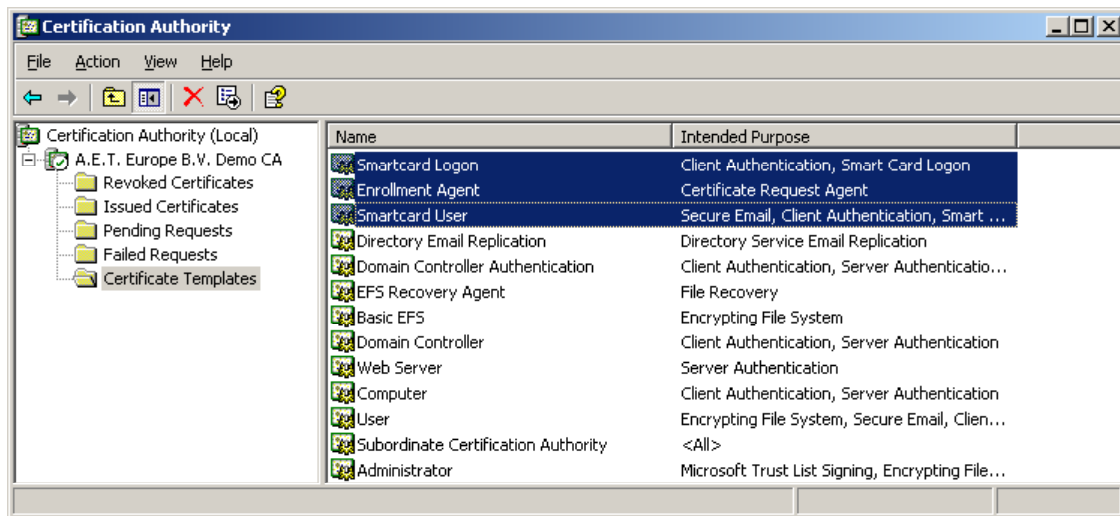 Certification Authority
File Action View Help
Certification Authority (Local)
A.E.T. Europe B.V. Demo CA
Revoked Certificates
Issued Certificates
Pending Requests
Failed Requests
Certificate Templates
Name Intended Purpose
Smartcard Logon Client Authentication, Smart Card Logon
Enrollment Agent Certificate Request Agent
Smartcard User Secure Email, Client Authentication, Smart ...
Directory Email Replication Directory Service Email Replication
Domain Controller Authentication Client Authentication, Server Authenticatio...
EFS Recovery Agent File Recovery
Basic EFS Encrypting File System
Domain Controller Client Authentication, Server Authentication
Web Server Server Authentication
Computer Client Authentication, Server Authentication
User Encrypting File System, Secure Email, Clien...
Subordinate Certification Authority <All>
Administrator Microsoft Trust List Signing, Encrypting File...